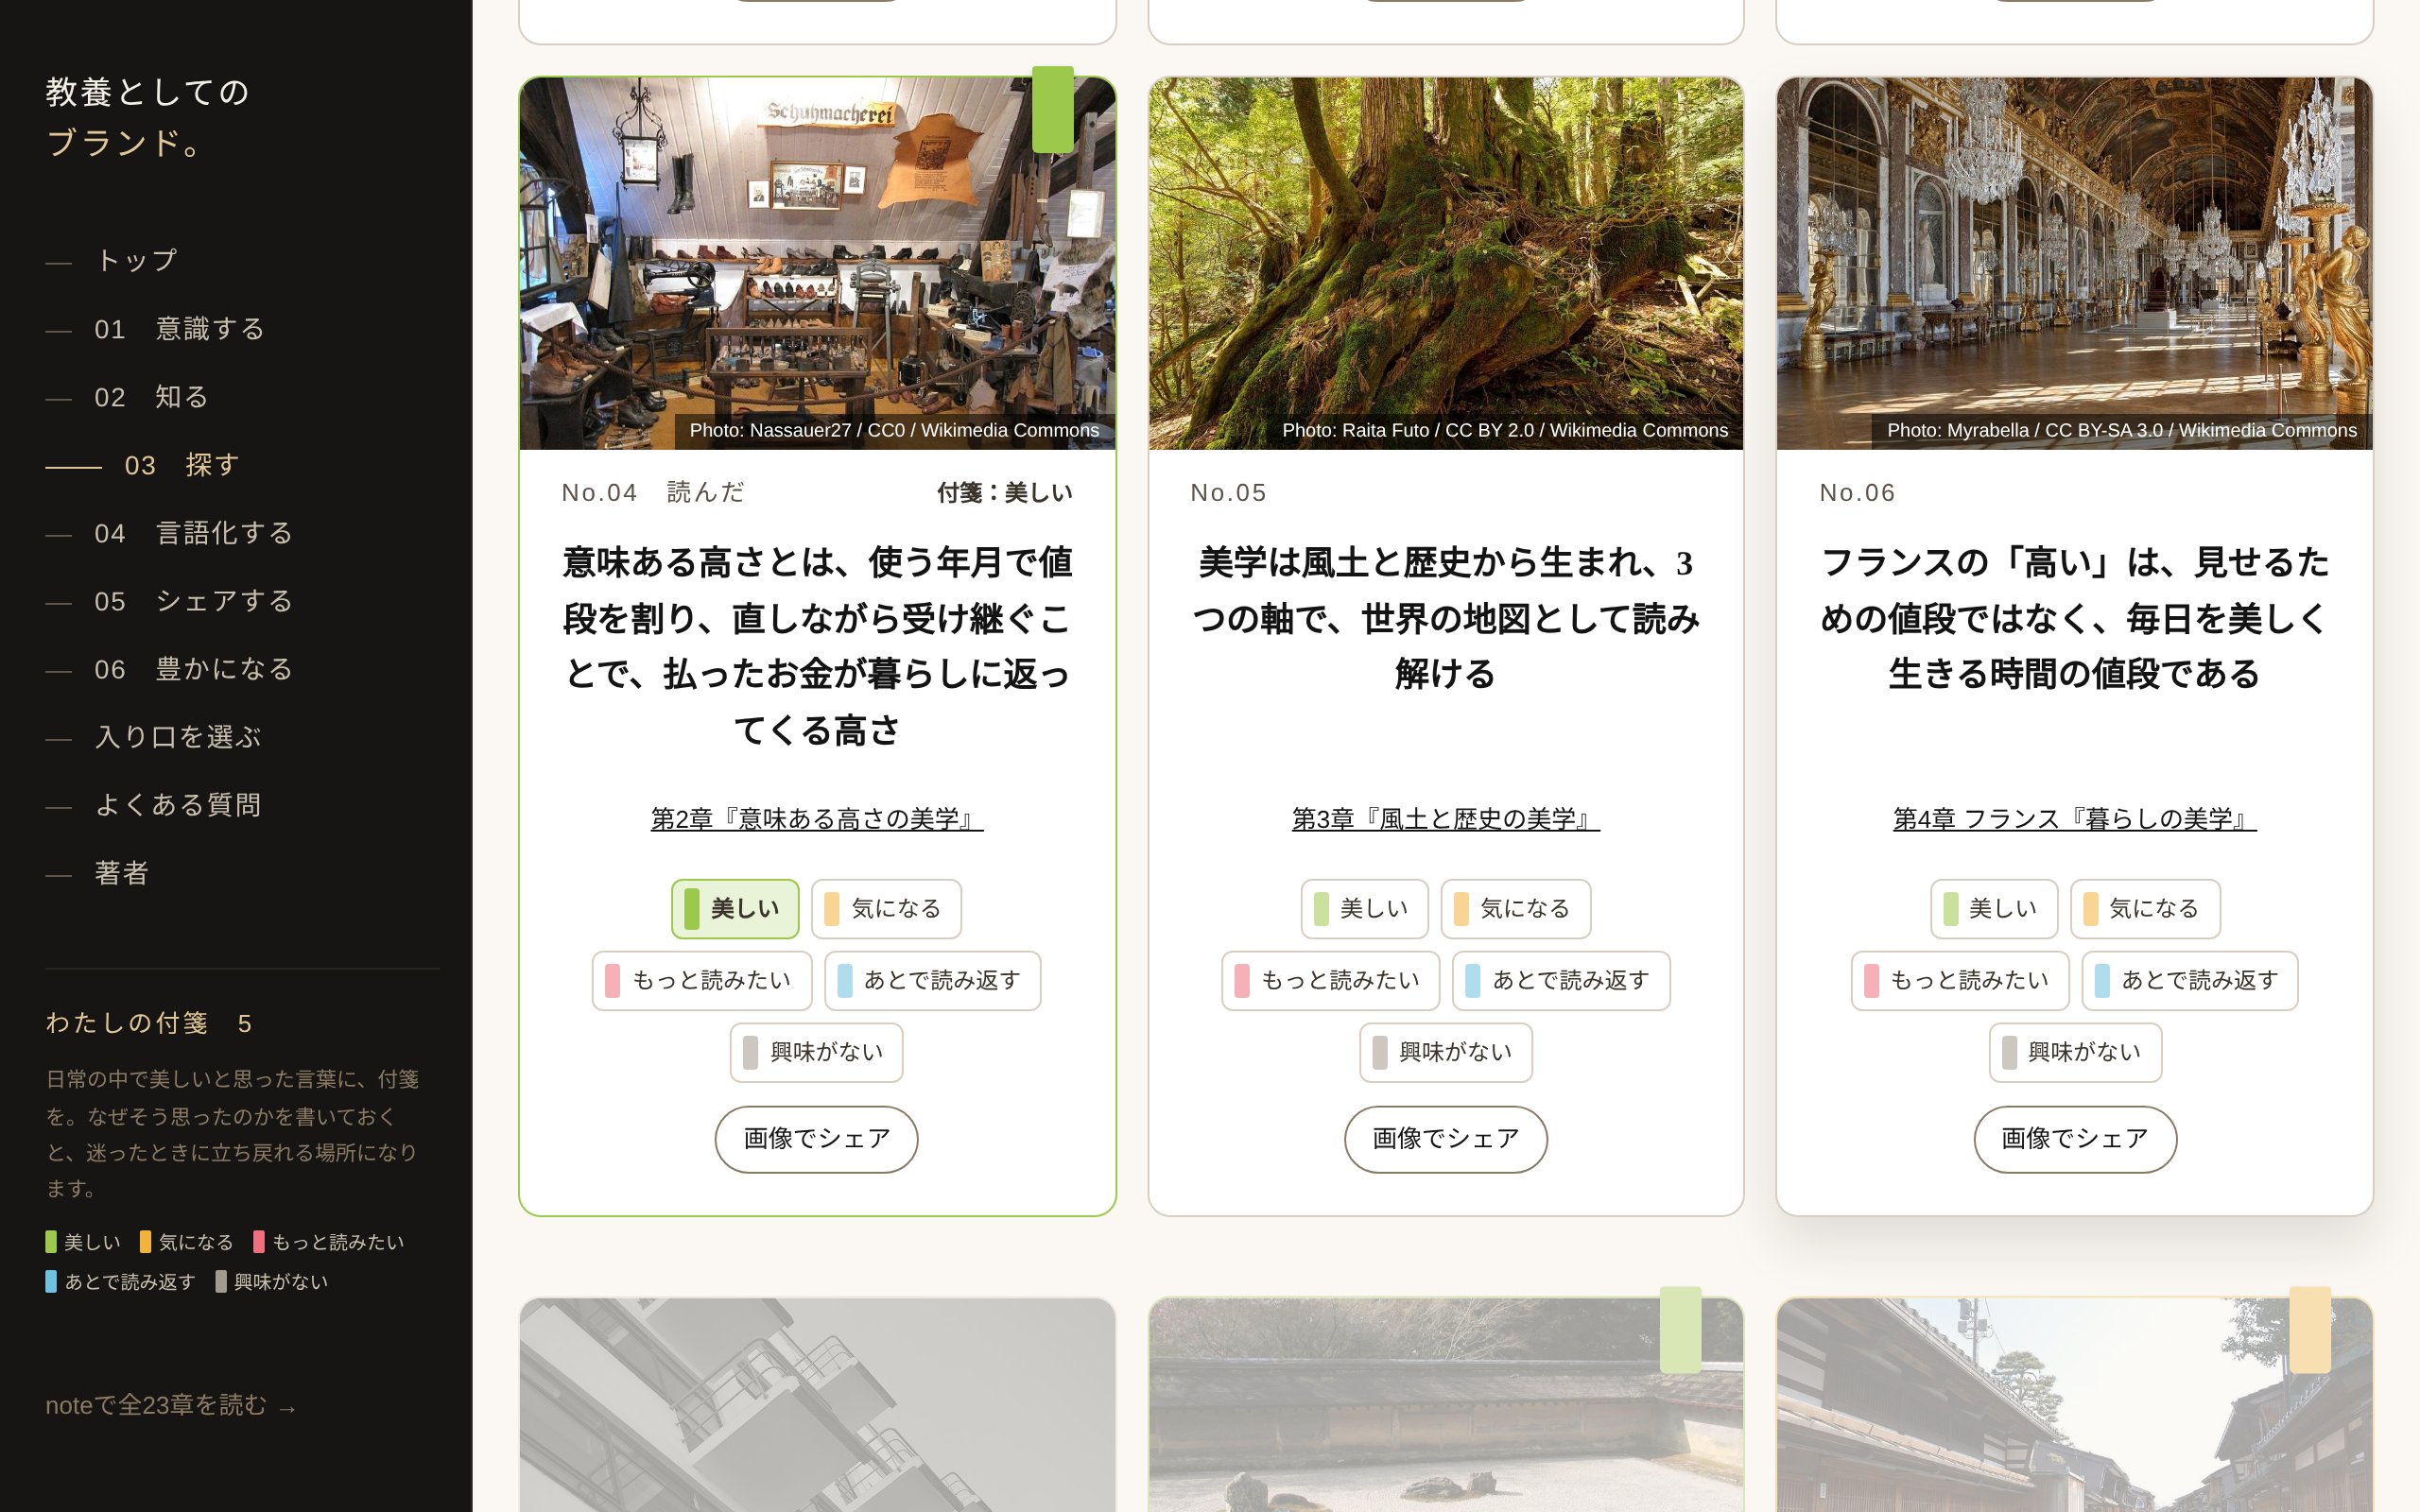 教養としての
ブランド。
トップ
01 意識する
02 知る
03 探す
04 言語化する
05 シェアする
06 豊かになる
入り口を選ぶ
よくある質問
著者
わたしの付箋 5
日常の中で美しいと思った言葉に、付箋
を。なぜそう思ったのかを書いておく
と、迷ったときに立ち戻れる場所になり
ます。
美しい 気になる もっと読みたい
あとで読み返す 興味がない
noteで全23章を読む →
Schuhmacherei
Photo: Nassauer27 / CC0 / Wikimedia Commons
No.04 読んだ 付箋：美しい
意味ある高さとは、使う年月で値
段を割り、直しながら受け継ぐこ
とで、払ったお金が暮らしに返っ
てくる高さ
第2章『意味ある高さの美学』
美しい 気になる
もっと読みたい あとで読み返す
興味がない
画像でシェア
Photo: Raita Futo / CC BY 2.0 / Wikimedia Commons
No.05
美学は風土と歴史から生まれ、3
つの軸で、世界の地図として読み
解ける
第3章『風土と歴史の美学』
美しい 気になる
もっと読みたい あとで読み返す
興味がない
画像でシェア
Photo: Myrabella / CC BY-SA 3.0 / Wikimedia Commons
No.06
フランスの「高い」は、見せるた
めの値段ではなく、毎日を美しく
生きる時間の値段である
第4章 フランス『暮らしの美学』
美しい 気になる
もっと読みたい あとで読み返す
興味がない
画像でシェア